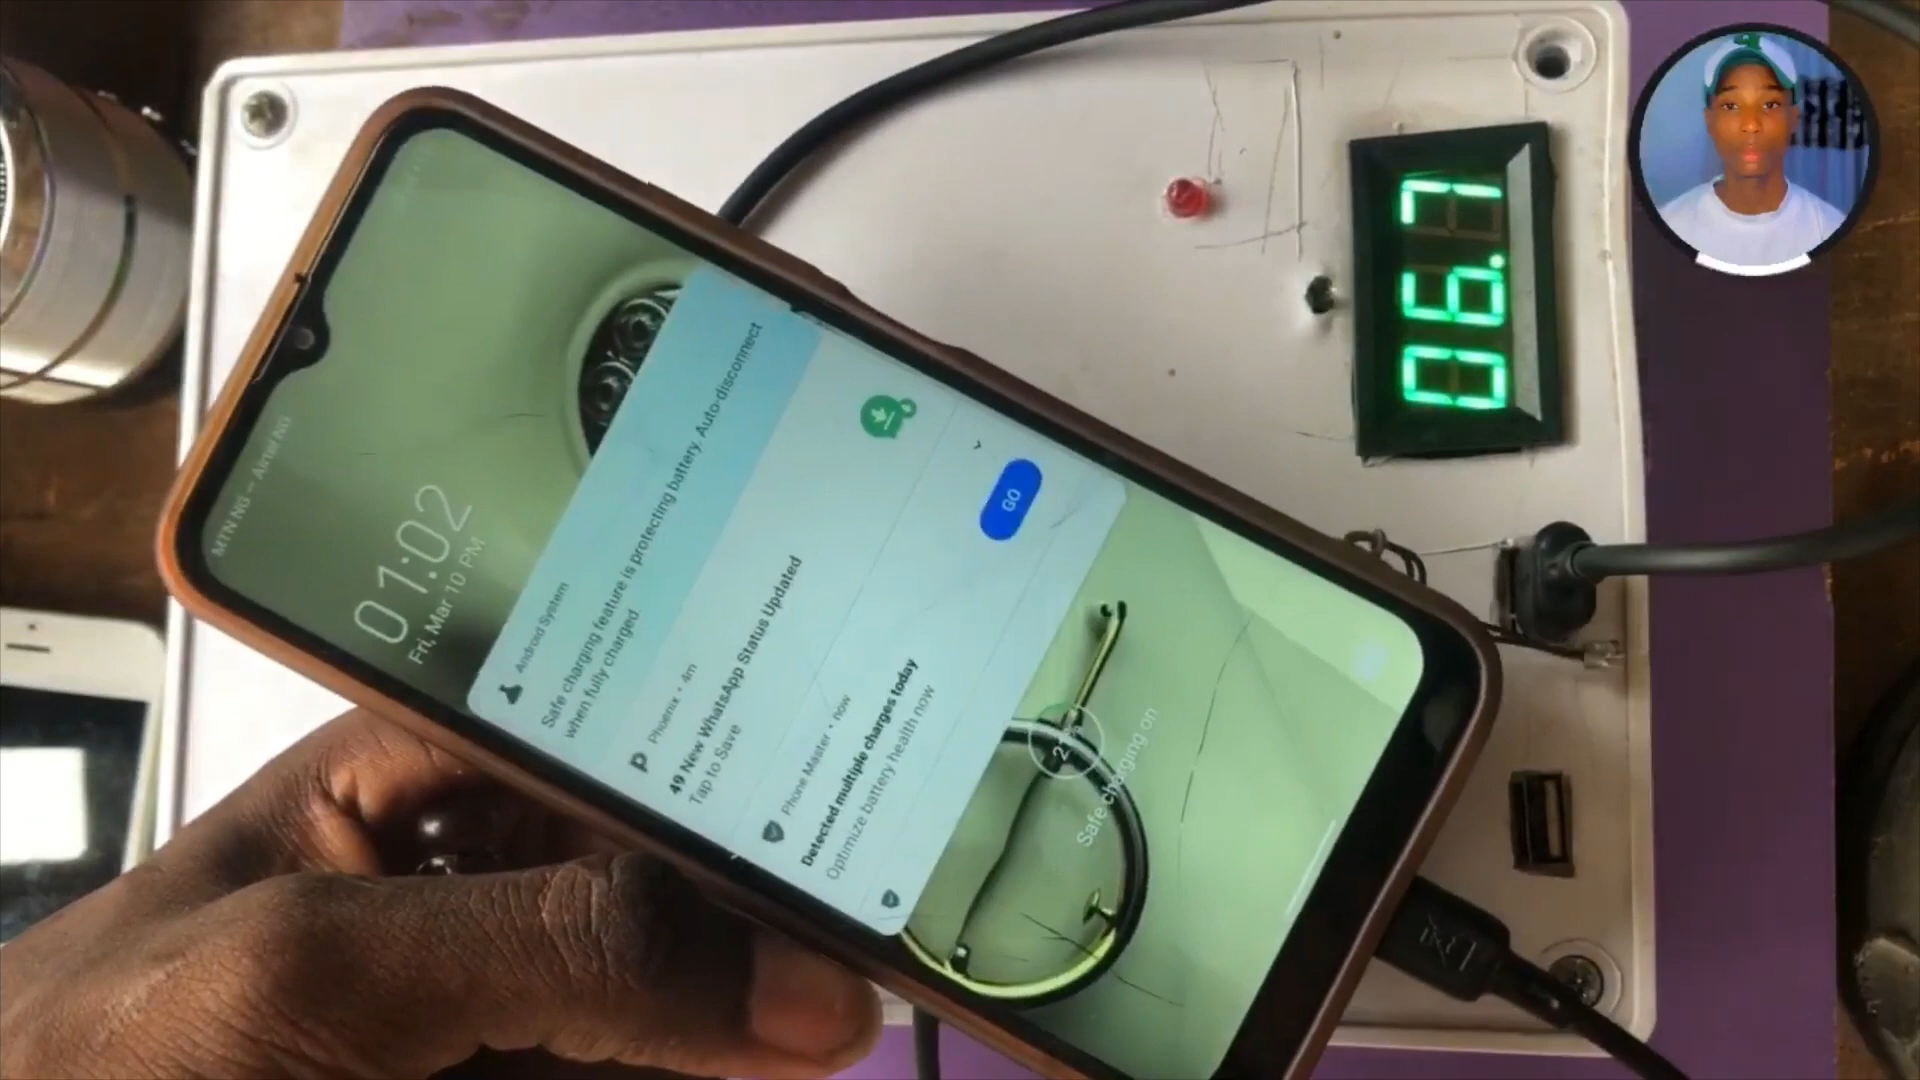 MTN NG — Airtel NG
01:02
Fri, Mar 10 PM
Android System
Safe charging feature is protecting battery. Auto-disconnect
when fully charged
Phoenix • 4m
49 New WhatsApp Status Updated
Tap to Save
Phone Master • now
Detected multiple charges today
Optimize battery health now
GO
Safe charging on
06.7